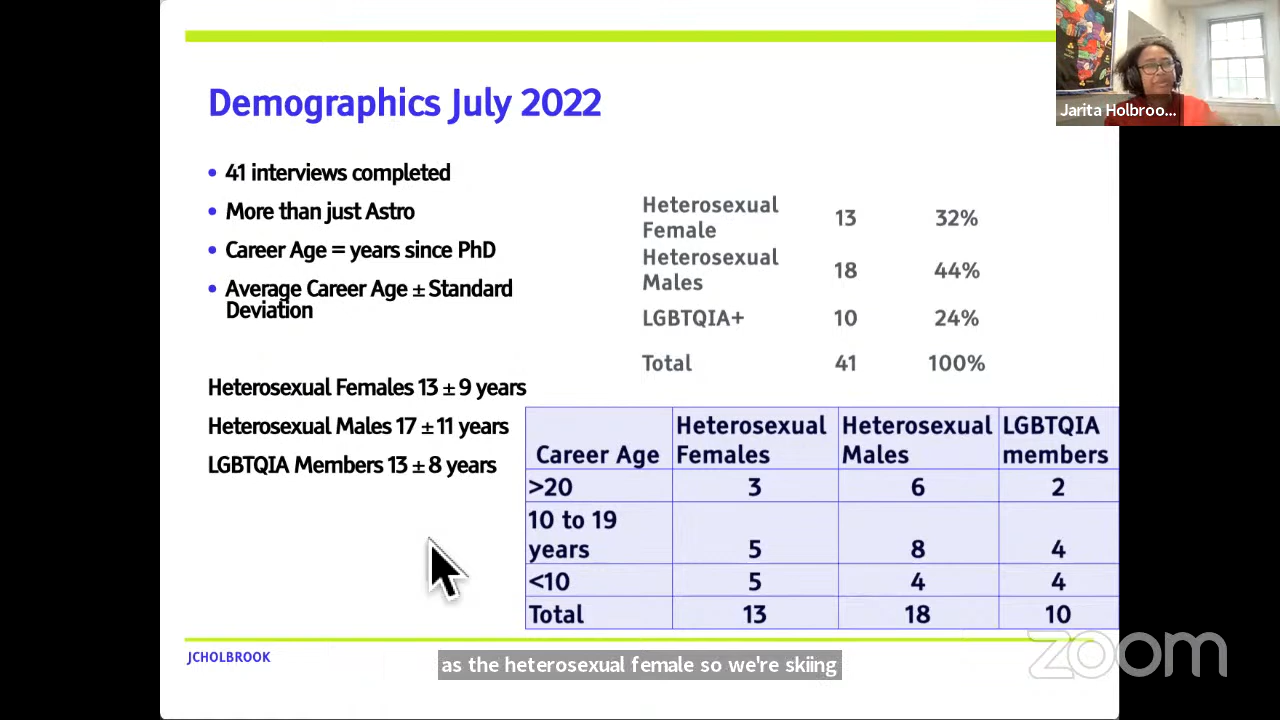 Demographics July 2022
• 41 interviews completed
• More than just Astro
• Career Age = years since PhD
• Average Career Age ± Standard
Deviation
Heterosexual Females 13 ± 9 years
Heterosexual Males 17 ± 11 years
LGBTQIA Members 13 ± 8 years
Heterosexual
Female 13 32%
Heterosexual
Males 18 44%
LGBTQIA+ 10 24%
Total 41 100%
Career Age Heterosexual Females Heterosexual Males LGBTQIA members
>20 3 6 2
10 to 19
years 5 8 4
<10 5 4 4
Total 13 18 10
JCHOLBROOK
as the heterosexual female so we're skiing
zoom
Jarita Holbroo...